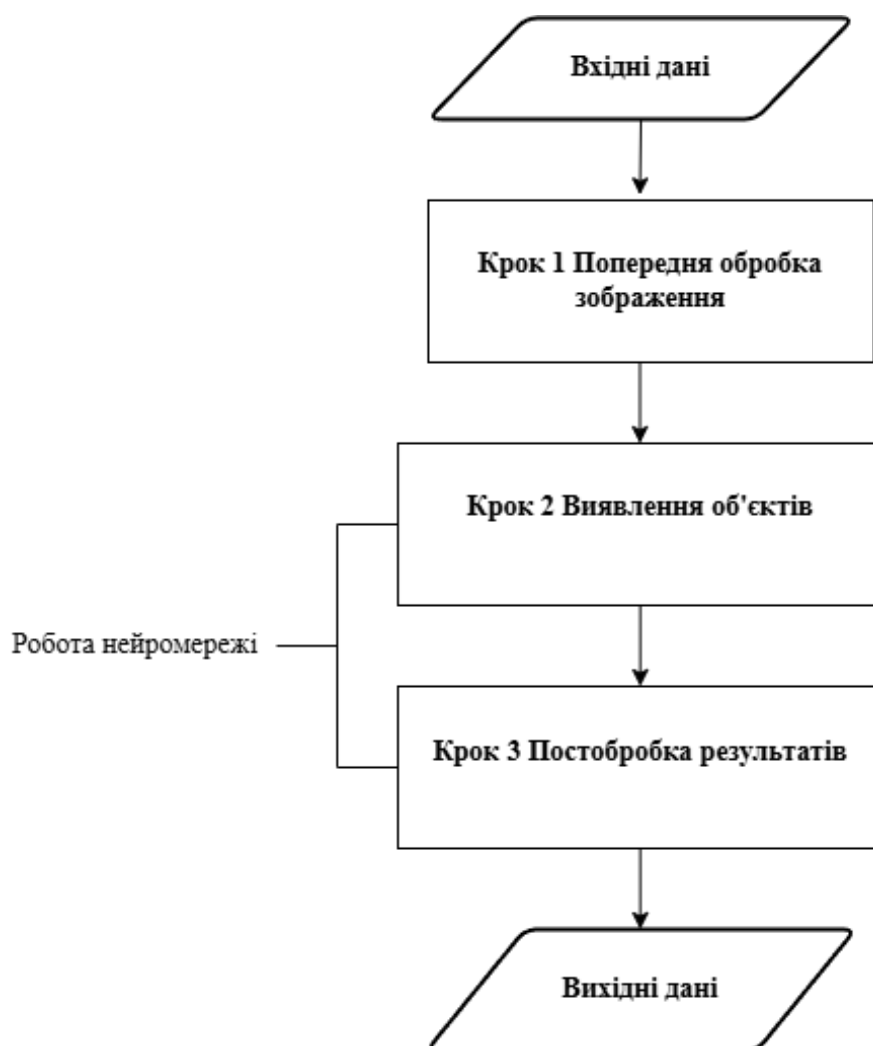 Вхідні дані
Крок 1 Попередня обробка
зображення
Крок 2 Виявлення об'єктів
Робота нейромережі
Крок 3 Постобробка результатів
Вихідні дані